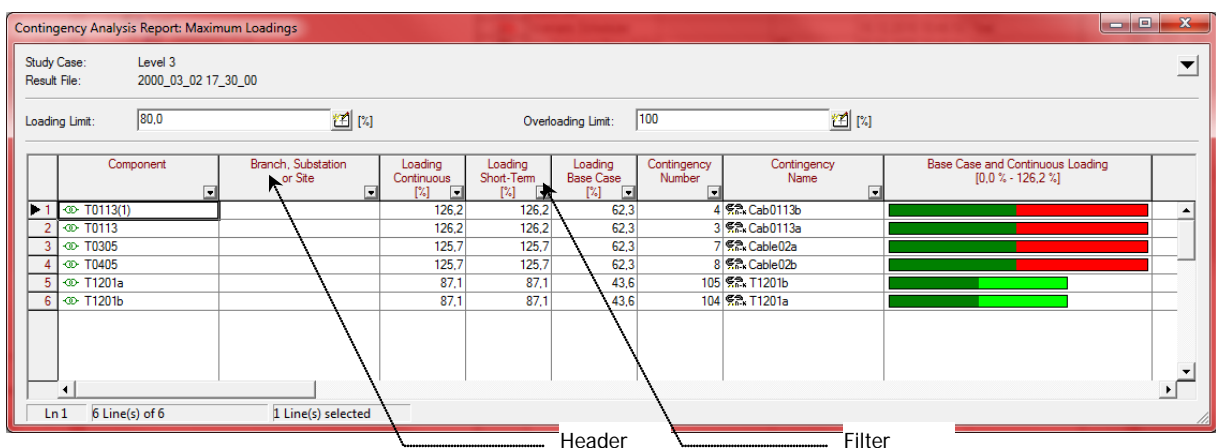 Contingency Analysis Report: Maximum Loadings
Study Case: Level 3
Result File: 2000_03_02 17_30_00
Loading Limit: 80,0 [%] Overloading Limit: 100 [%]
Component Branch, Substation or Site Loading Continuous [%] Loading Short-Term [%] Loading Base Case [%] Contingency Number Contingency Name Base Case and Continuous Loading [0,0 % - 126,2 %]
1 T0113(1) 126,2 126,2 62,3 4 Cab0113b
2 T0113 126,2 126,2 62,3 3 Cab0113a
3 T0305 125,7 125,7 62,3 7 Cable02a
4 T0405 125,7 125,7 62,3 8 Cable02b
5 T1201a 87,1 87,1 43,6 105 T1201b
6 T1201b 87,1 87,1 43,6 104 T1201a
Ln 1 6 Line(s) of 6 1 Line(s) selected
Header Filter